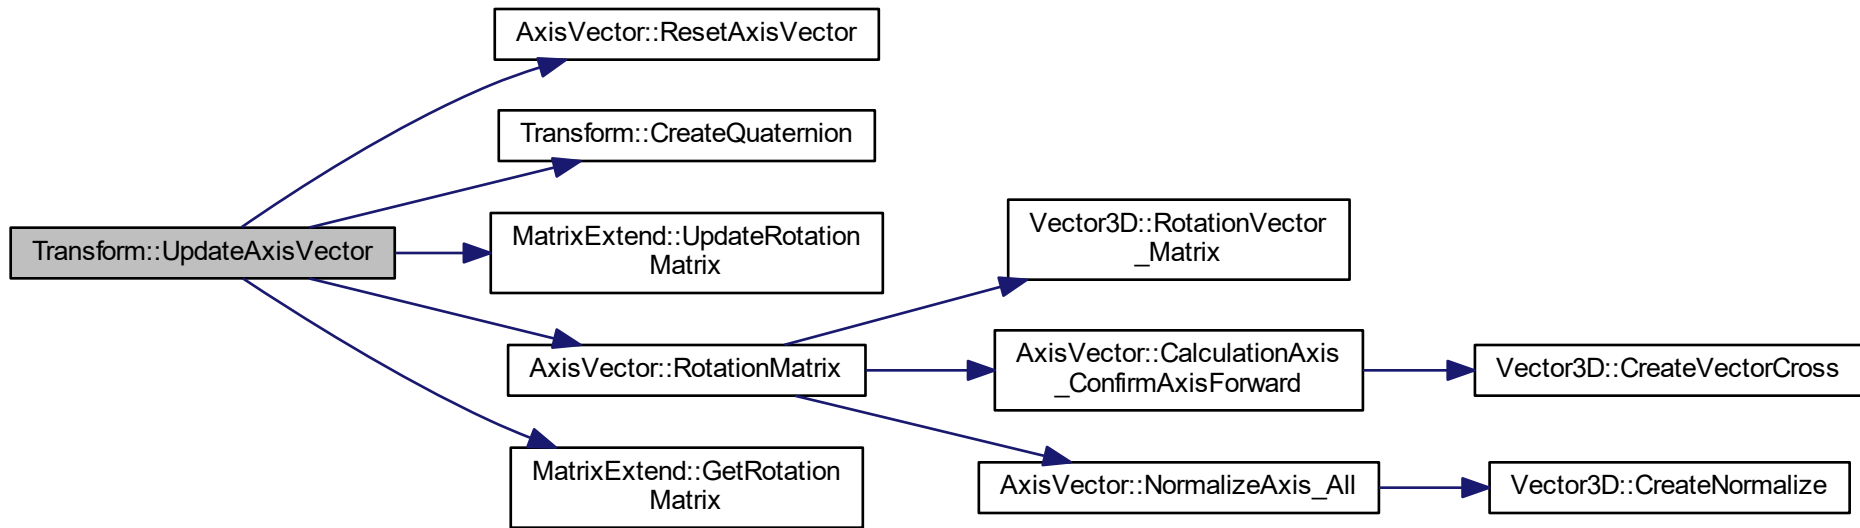 AxisVector::ResetAxisVector
Transform::CreateQuaternion
Transform::UpdateAxisVector
MatrixExtend::UpdateRotation
Matrix
AxisVector::RotationMatrix
MatrixExtend::GetRotation
Matrix
Vector3D::RotationVector
_Matrix
AxisVector::CalculationAxis
_ConfirmAxisForward
AxisVector::NormalizeAxis_All
Vector3D::CreateVectorCross
Vector3D::CreateNormalize